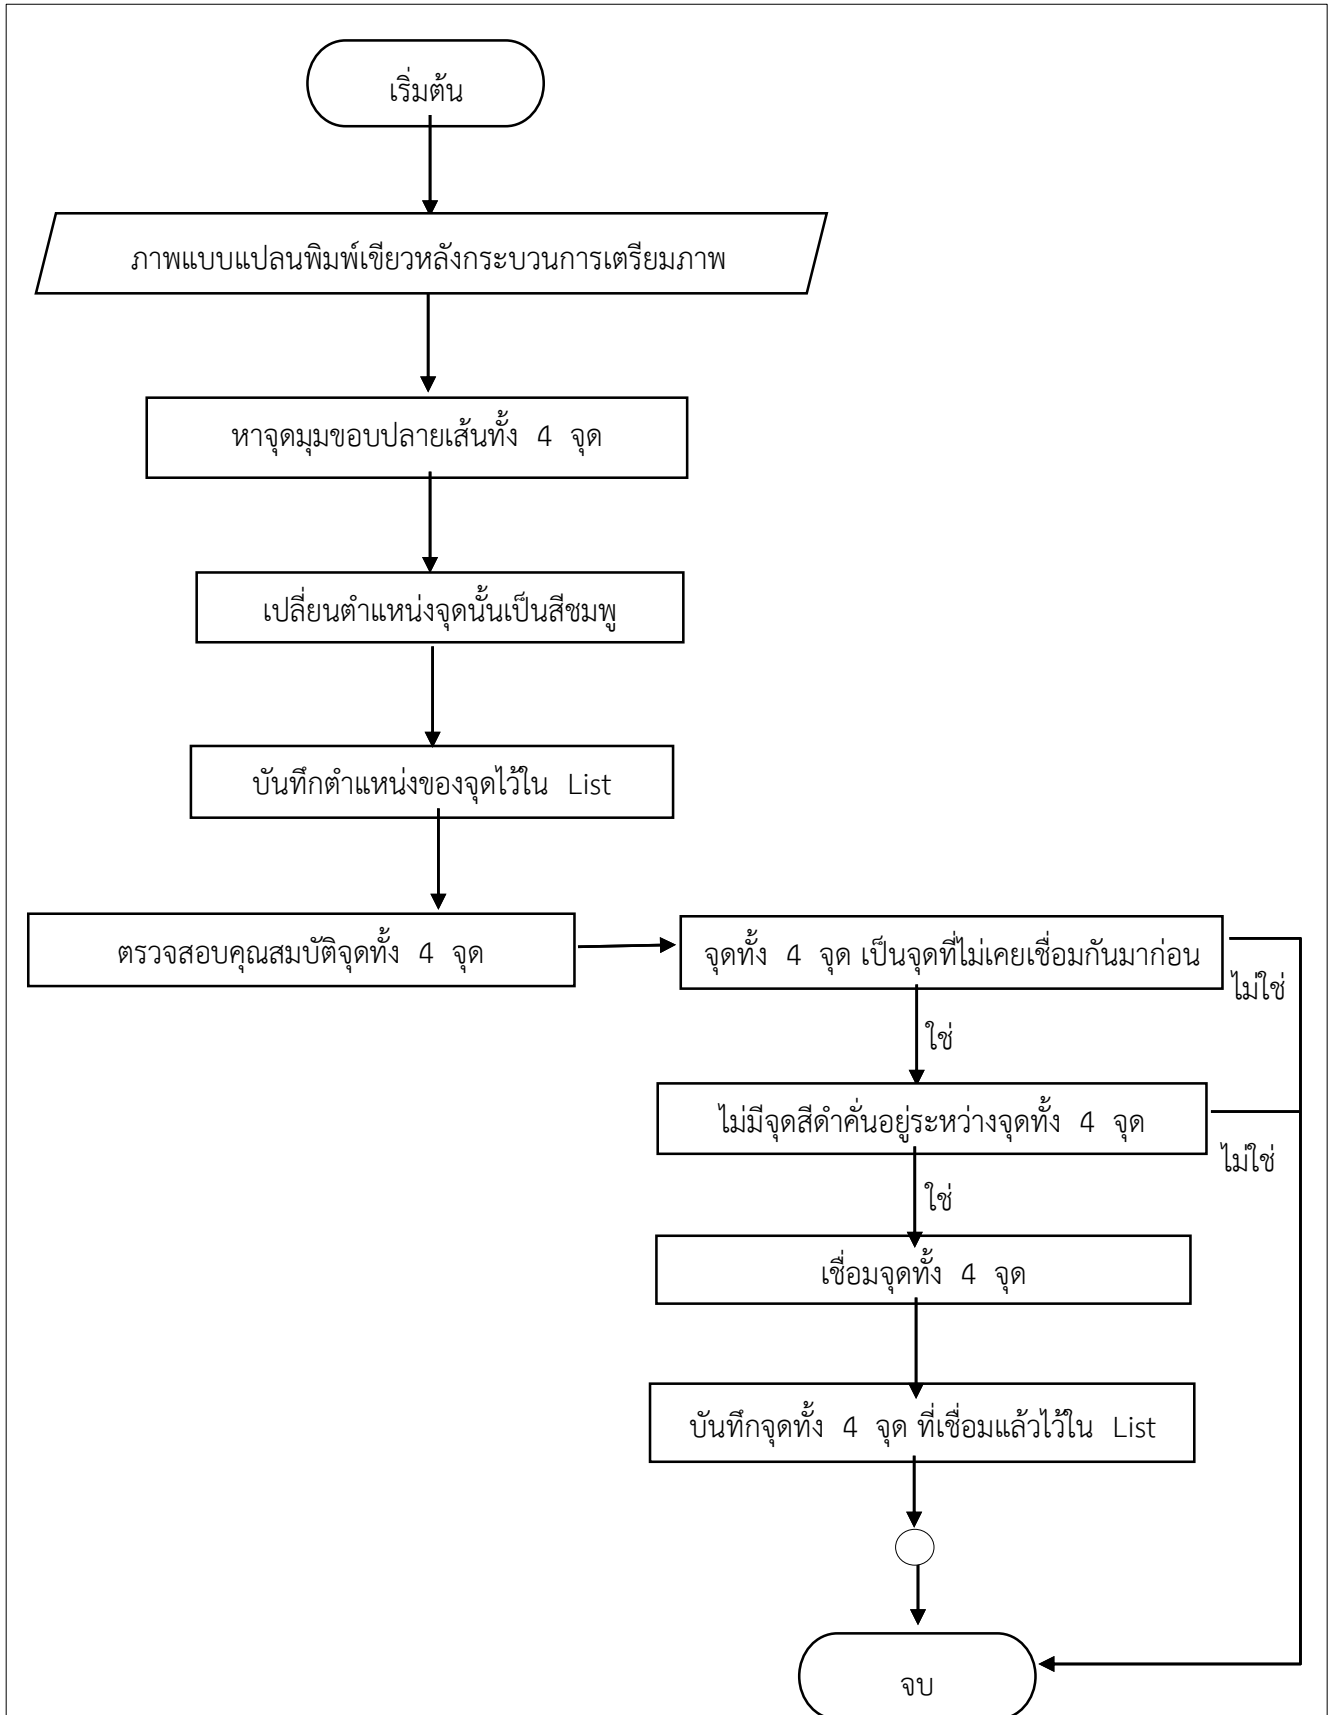 เริ่มต้น
ภาพแบบแปลนพิมพ์เขียวหลังกระบวนการเตรียมภาพ
หาจุดมุมขอบปลายเส้นทั้ง 4 จุด
เปลี่ยนตำแหน่งจุดนั้นเป็นสีชมพู
บันทึกตำแหน่งของจุดไว้ใน List
ตรวจสอบคุณสมบัติจุดทั้ง 4 จุด
จุดทั้ง 4 จุด เป็นจุดที่ไม่เคยเชื่อมกันมาก่อน
ไม่ใช่
ใช่
ไม่มีจุดสีดำคั่นอยู่ระหว่างจุดทั้ง 4 จุด
ไม่ใช่
ใช่
เชื่อมจุดทั้ง 4 จุด
บันทึกจุดทั้ง 4 จุด ที่เชื่อมแล้วไว้ใน List
จบ